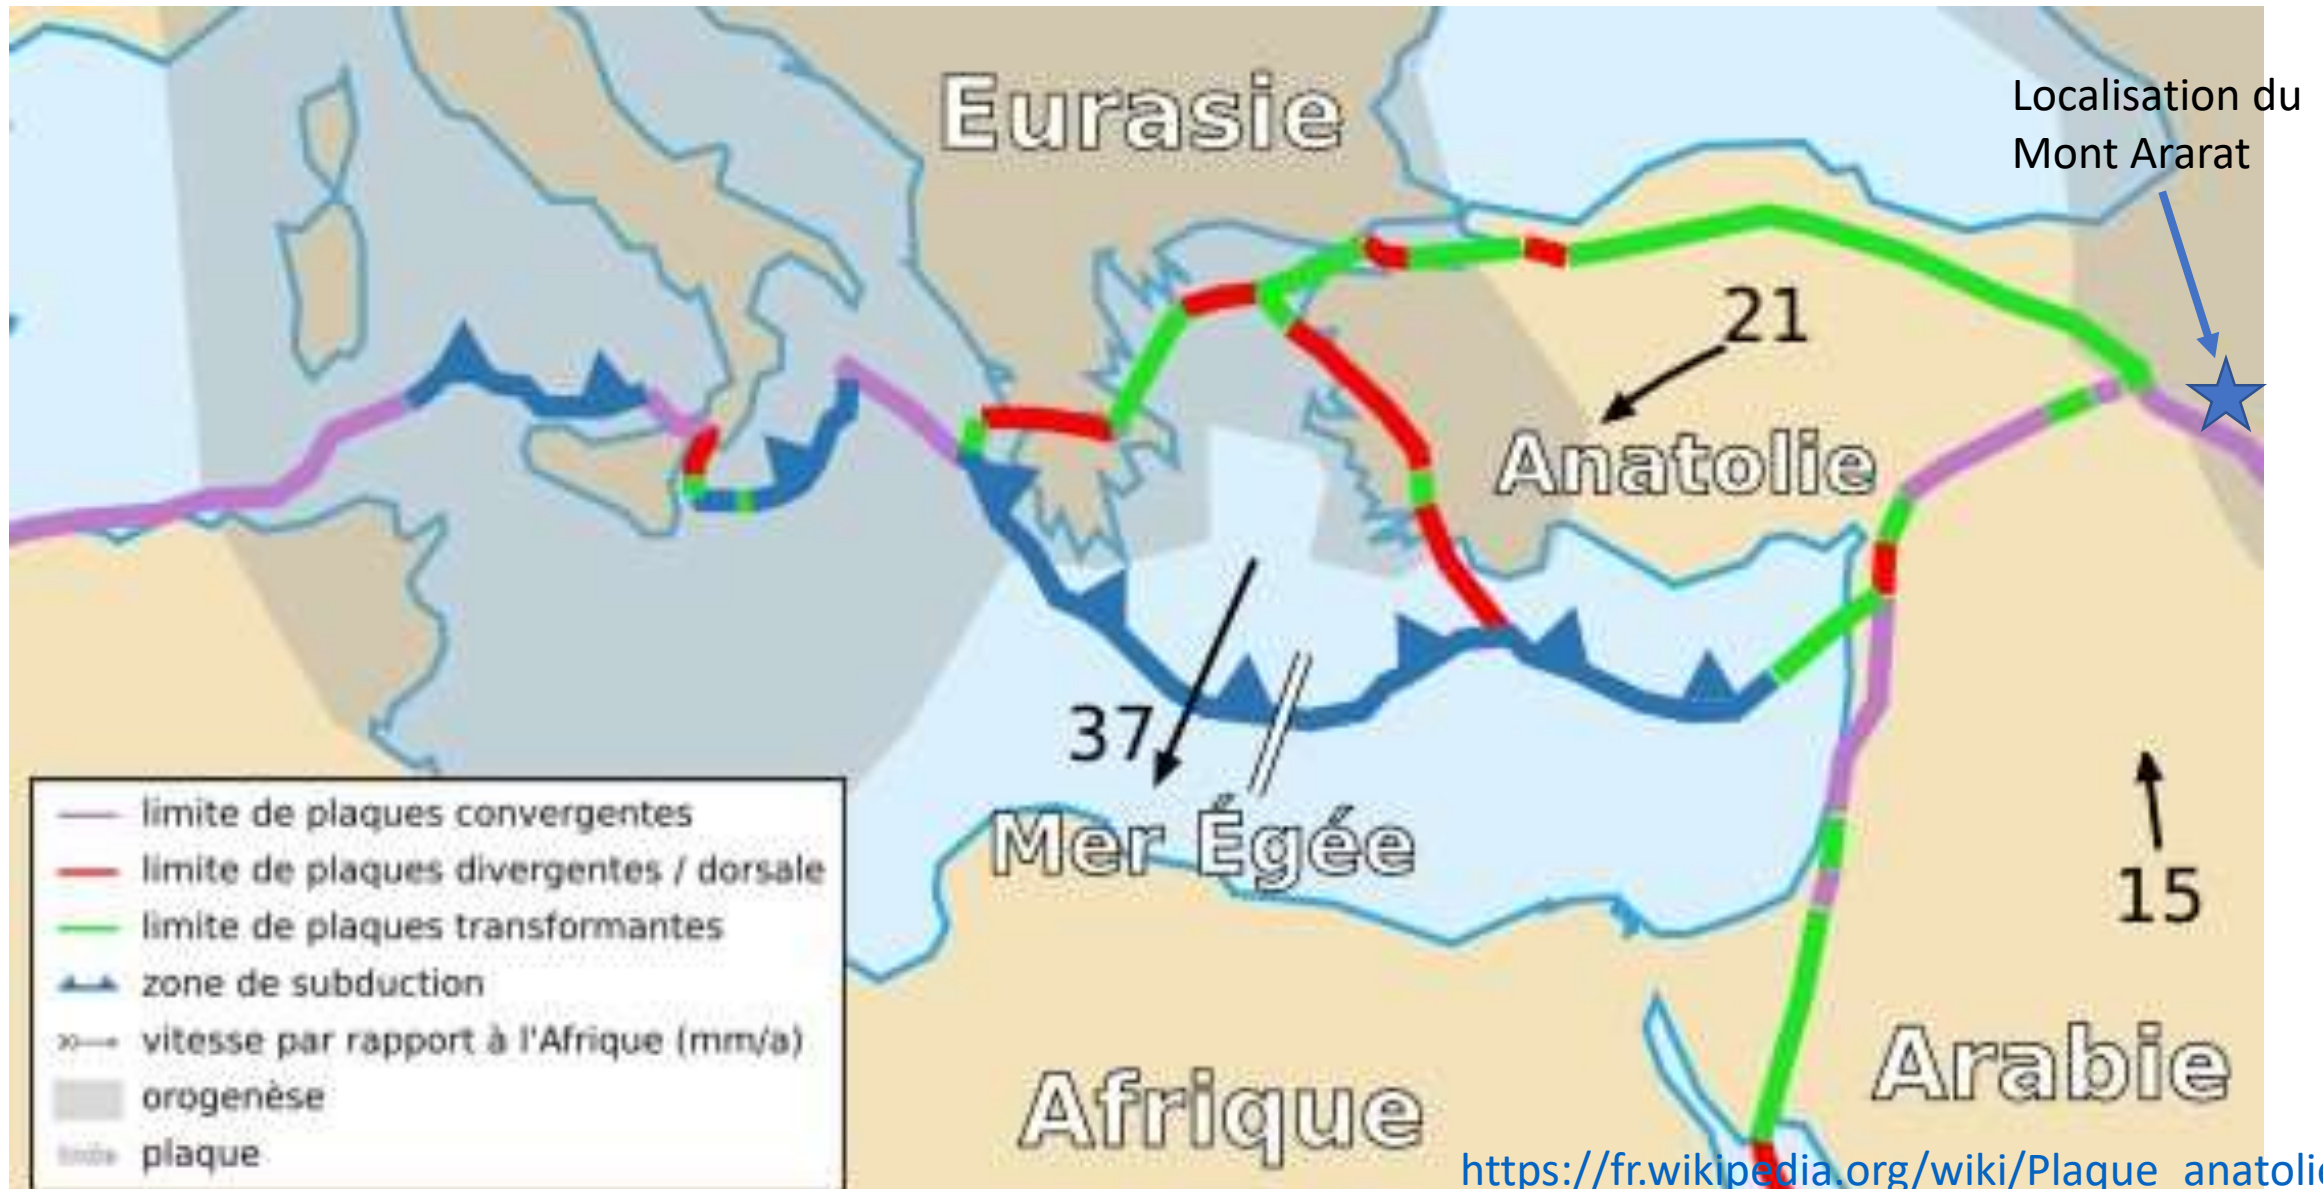 Eurasie
Localisation du
Mont Ararat
21
Anatolie
37
Mer Égée
15
Afrique
Arabie
limite de plaques convergentes
limite de plaques divergentes / dorsale
limite de plaques transformantes
zone de subduction
vitesse par rapport à l'Afrique (mm/a)
orogenèse
plaque
https://fr.wikipedia.org/wiki/Plaque_anatoli